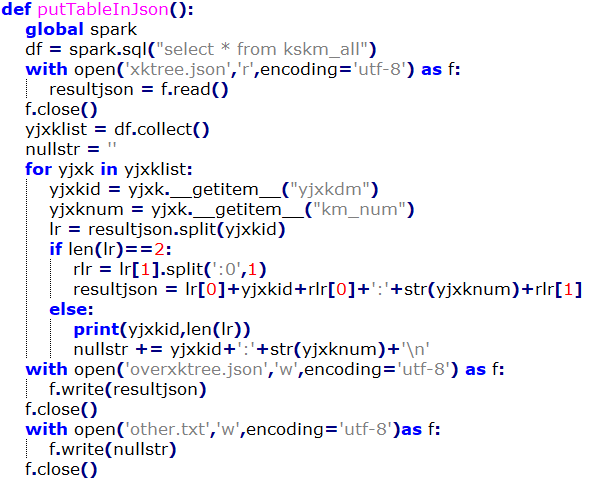 def putTableInJson():
    global spark
    df = spark.sql("select * from kskm_all")
    with open('xktree.json','r',encoding='utf-8') as f:
        resultjson = f.read()
    f.close()
    yjxklist = df.collect()
    nullstr = ''
    for yjxk in yjxklist:
        yjxkid = yjxk.__getitem__("yjxkdm")
        yjxknum = yjxk.__getitem__("km_num")
        lr = resultjson.split(yjxkid)
        if len(lr)==2:
            rlr = lr[1].split(':0',1)
            resultjson = lr[0]+yjxkid+rlr[0]+':'+str(yjxknum)+rlr[1]
        else:
            print(yjxkid,len(lr))
            nullstr += yjxkid+':'+str(yjxknum)+'\n'
    with open('overxktree.json','w',encoding='utf-8') as f:
        f.write(resultjson)
    f.close()
    with open('other.txt','w',encoding='utf-8')as f:
        f.write(nullstr)
    f.close()